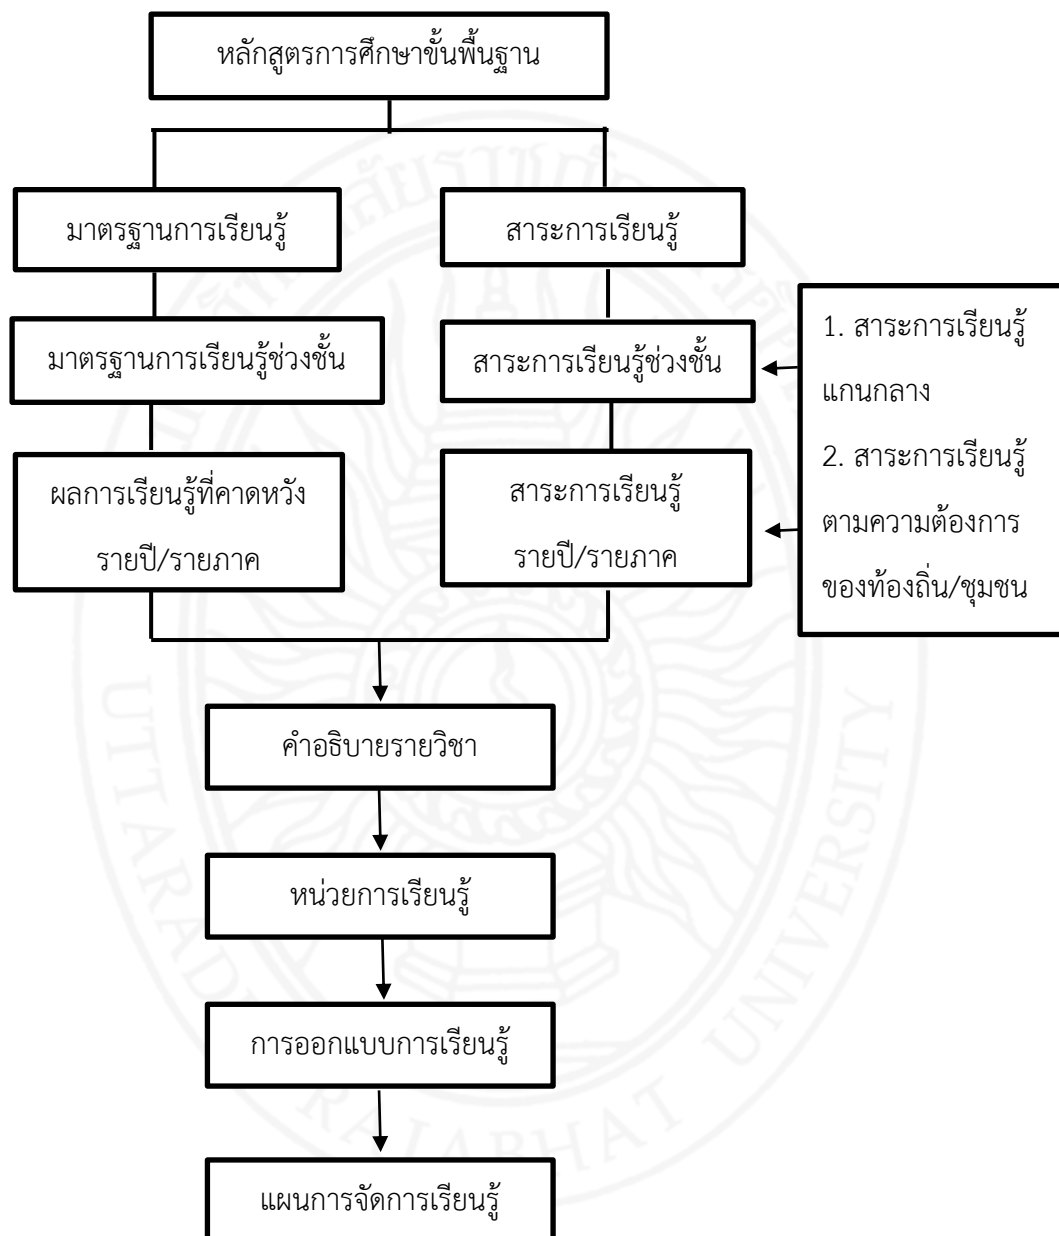 หลักสูตรการศึกษาขั้นพื้นฐาน
มาตรฐานการเรียนรู้
สาระการเรียนรู้
มาตรฐานการเรียนรู้ช่วงชั้น
สาระการเรียนรู้ช่วงชั้น
1. สาระการเรียนรู้
แกนกลาง
2. สาระการเรียนรู้
ตามความต้องการ
ของท้องถิ่น/ชุมชน
ผลการเรียนรู้ที่คาดหวัง
รายปี/รายภาค
สาระการเรียนรู้
รายปี/รายภาค
คำอธิบายรายวิชา
หน่วยการเรียนรู้
การออกแบบการเรียนรู้
แผนการจัดการเรียนรู้
RAJABHAT UNIVERSITY